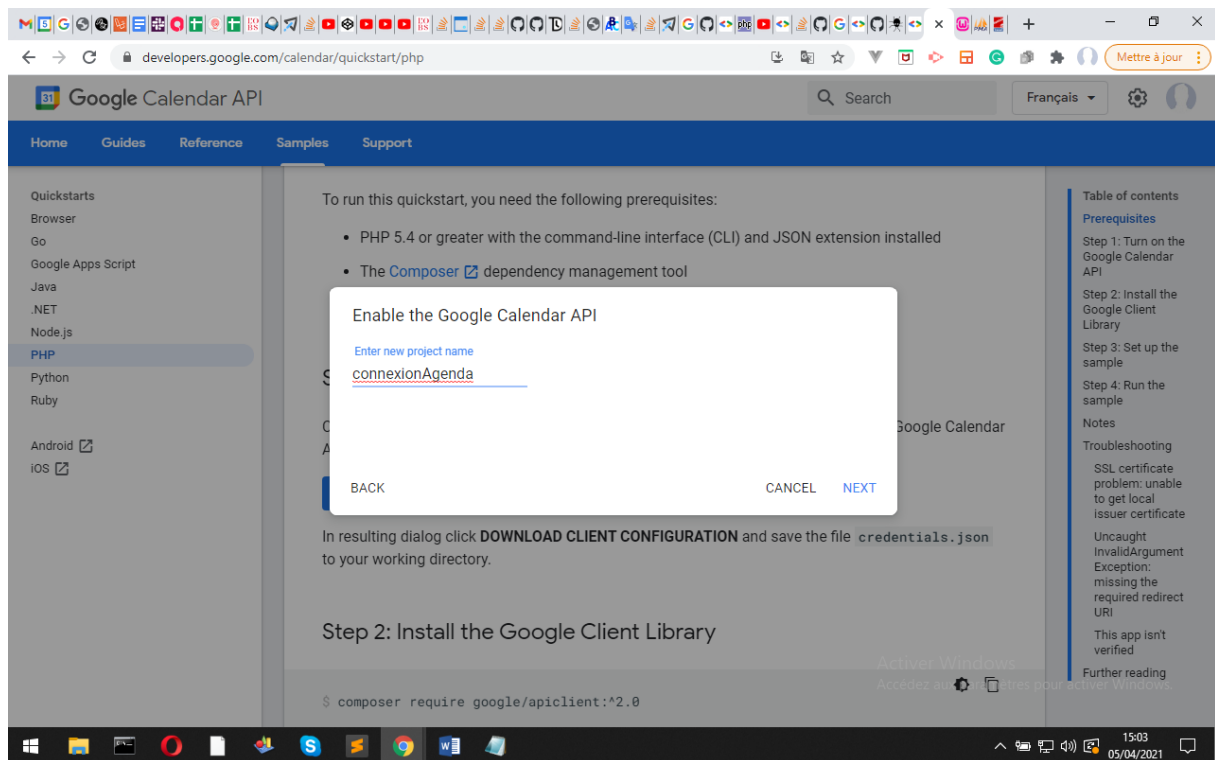 developers.google.com/calendar/quickstart/php
Mettre à jour
Google Calendar API
Search
Français
Home Guides Reference Samples Support
Quickstarts
Browser
Go
Google Apps Script
Java
.NET
Node.js
PHP
Python
Ruby
Android
iOS
To run this quickstart, you need the following prerequisites:
• PHP 5.4 or greater with the command-line interface (CLI) and JSON extension installed
• The Composer dependency management tool
Enable the Google Calendar API
Enter new project name
connexionAgenda
Google Calendar
BACK CANCEL NEXT
In resulting dialog click DOWNLOAD CLIENT CONFIGURATION and save the file credentials.json
to your working directory.
Step 2: Install the Google Client Library
$ composer require google/apiclient:^2.0
Table of contents
Prerequisites
Step 1: Turn on the
Google Calendar
API
Step 2: Install the
Google Client
Library
Step 3: Set up the
sample
Step 4: Run the
sample
Notes
Troubleshooting
SSL certificate
problem: unable
to get local
issuer certificate
Uncaught
InvalidArgument
Exception:
missing the
required redirect
URI
This app isn't
verified
Further reading
Activer Windows
Accédez aux paramètres pour activer Windows.
15:03
05/04/2021